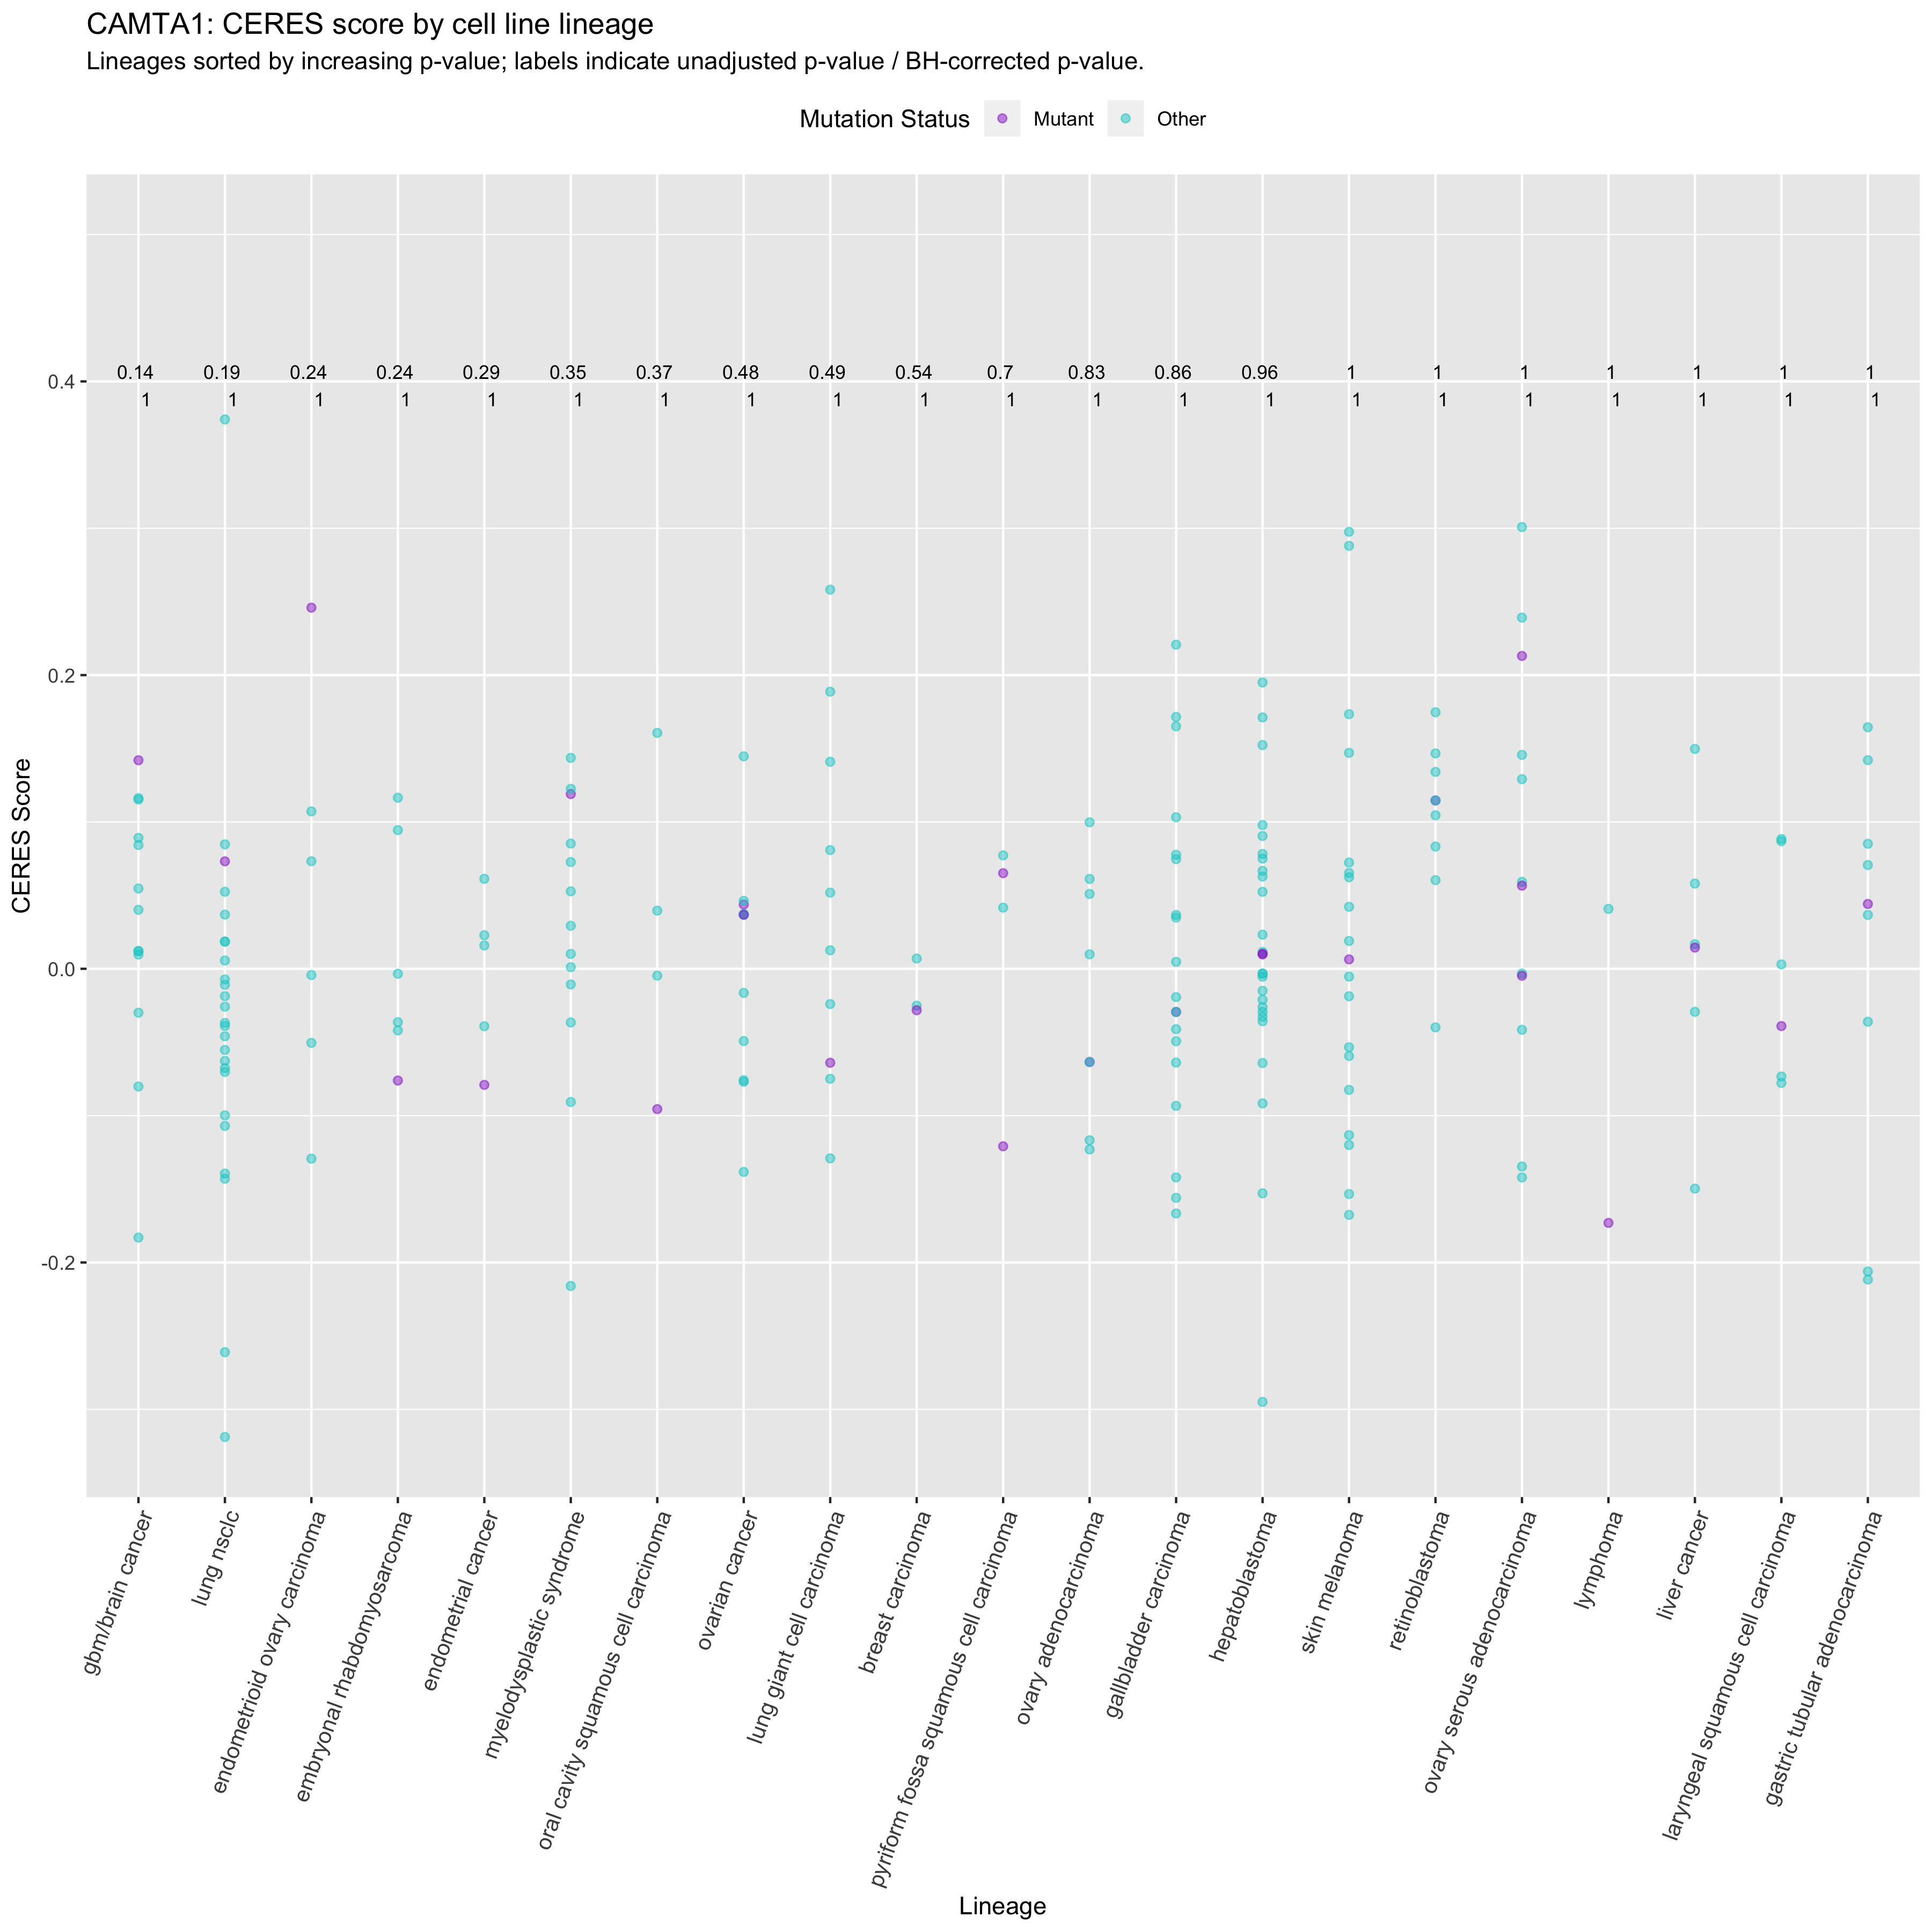 CAMTA1: CERES score by cell line lineage
Lineages sorted by increasing p-value; labels indicate unadjusted p-value / BH-corrected p-value.
Mutation Status Mutant Other
0.14 0.19 0.24 0.24 0.29 0.35 0.37 0.48 0.49 0.54 0.7 0.83 0.86 0.96 1 1 1 1 1 1 1
1 1 1 1 1 1 1 1 1 1 1 1 1 1 1 1 1 1 1 1 1
0.4
0.2
0.0
-0.2
CERES Score
gbm/brain cancer
lung nsclc
endometrioid ovary carcinoma
embryonal rhabdomyosarcoma
endometrial cancer
myelodysplastic syndrome
oral cavity squamous cell carcinoma
ovarian cancer
lung giant cell carcinoma
breast carcinoma
pyriform fossa squamous cell carcinoma
ovary adenocarcinoma
gallbladder carcinoma
hepatoblastoma
skin melanoma
retinoblastoma
ovary serous adenocarcinoma
lymphoma
liver cancer
laryngeal squamous cell carcinoma
gastric tubular adenocarcinoma
Lineage